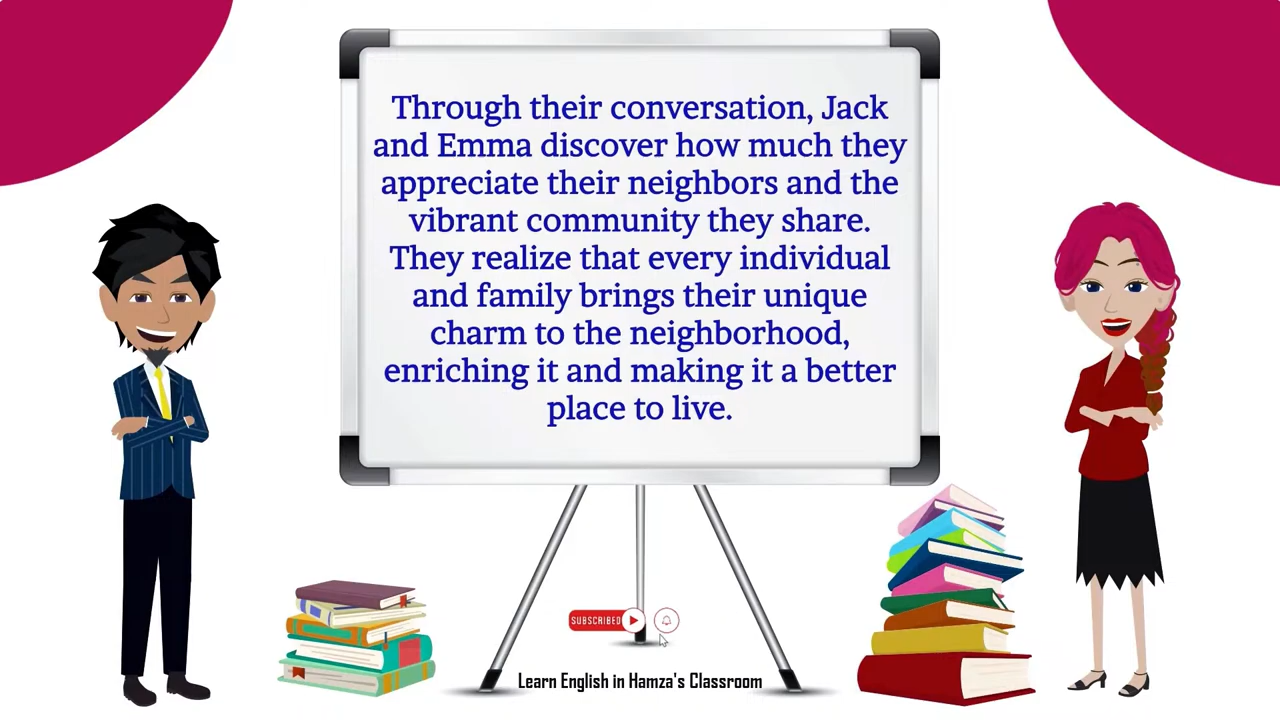 Through their conversation, Jack
and Emma discover how much they
appreciate their neighbors and the
vibrant community they share.
They realize that every individual
and family brings their unique
charm to the neighborhood,
enriching it and making it a better
place to live.
SUBSCRIBED
Learn English in Hamza's Classroom